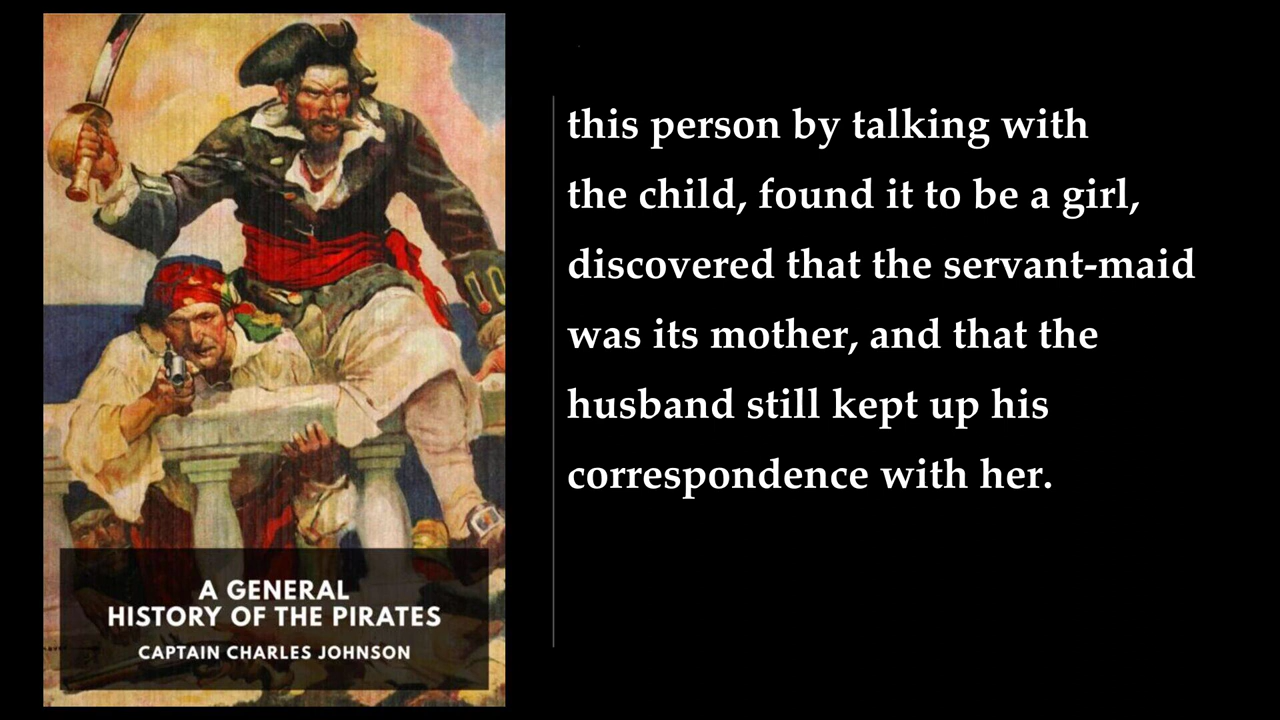 this person by talking with
the child, found it to be a girl,
discovered that the servant-maid
was its mother, and that the
husband still kept up his
correspondence with her.
A GENERAL
HISTORY OF THE PIRATES
CAPTAIN CHARLES JOHNSON